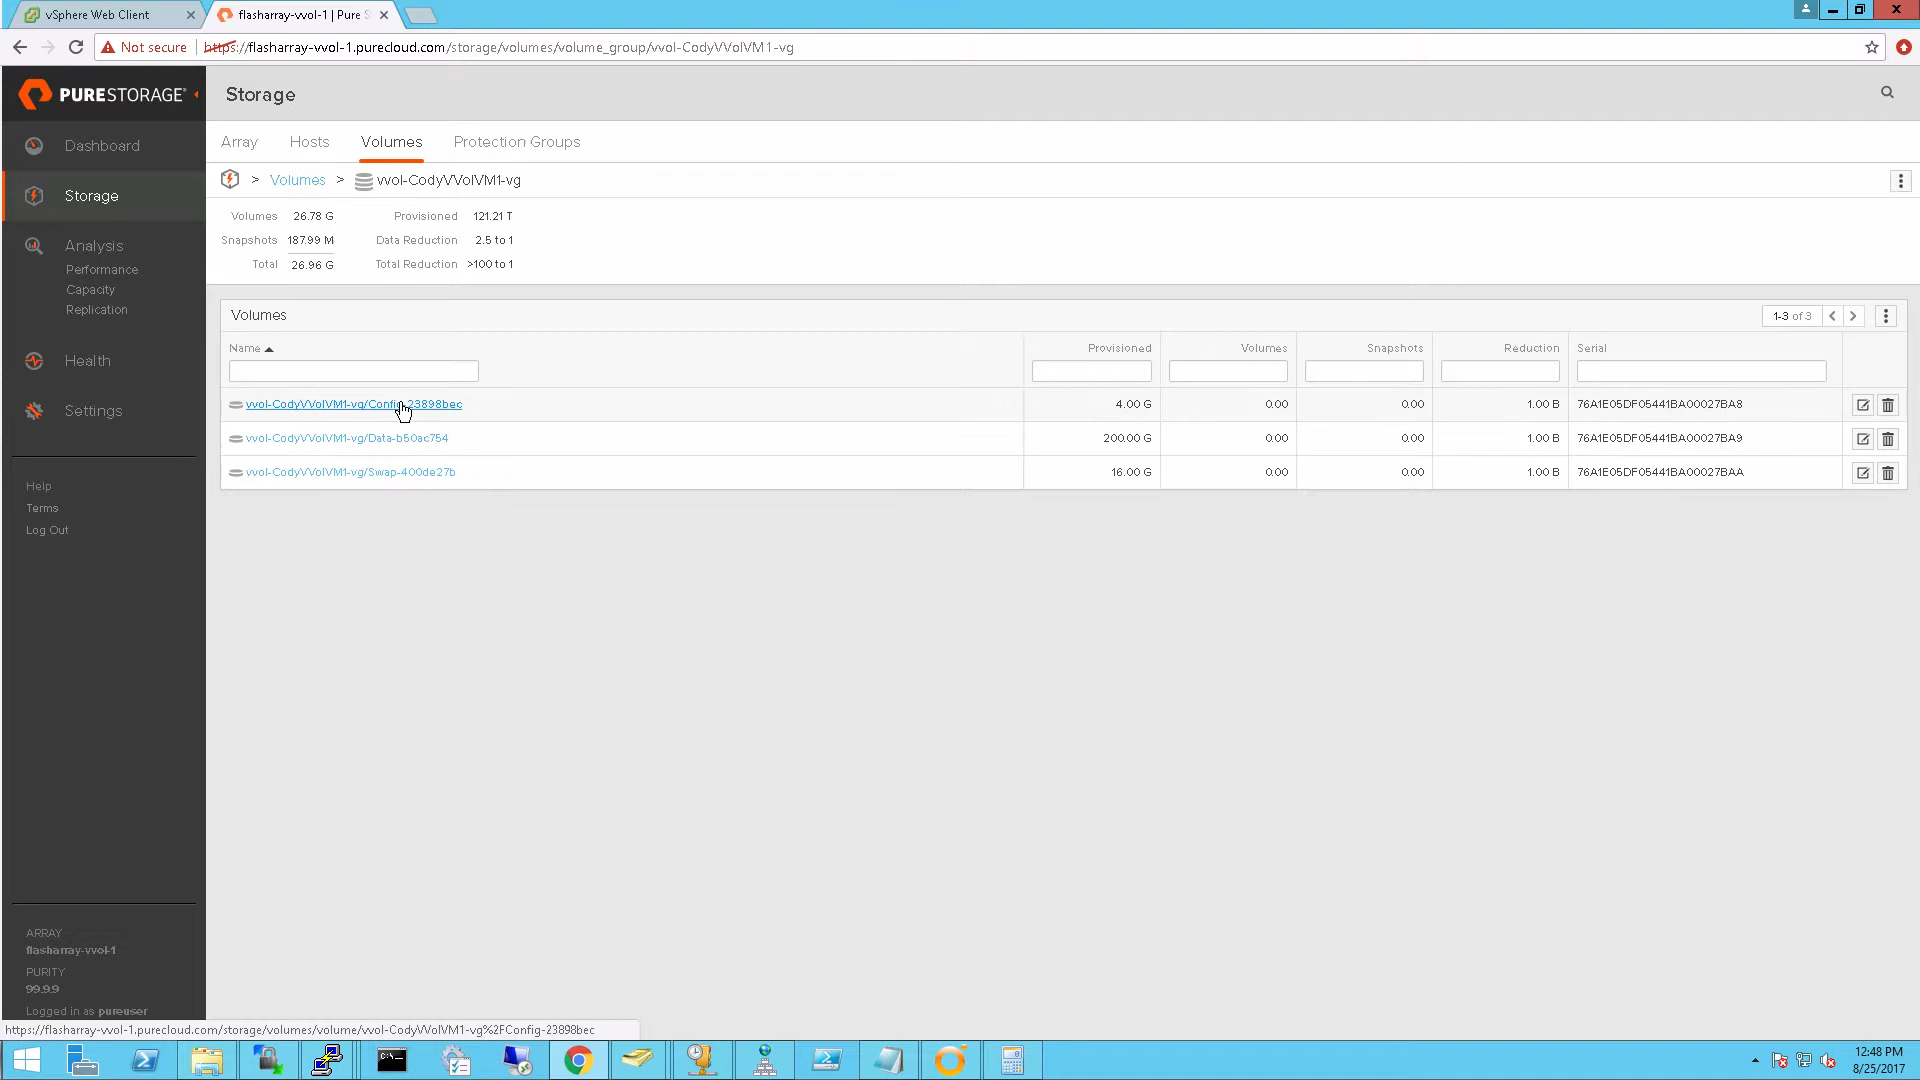 vSphere Web Client
flasharray-vvol-1 | Pure S
Not secure https://flasharray-vvol-1.purecloud.com/storage/volumes/volume_group/vvol-CodyVVolVM1-vg
PURESTORAGE®
Storage
Dashboard
Storage
Analysis
Performance
Capacity
Replication
Health
Settings
Help
Terms
Log Out
ARRAY
flasharray-vvol-1
PURITY
99.9.9
Logged in as pureuser
Array Hosts Volumes Protection Groups
> Volumes > vvol-CodyVVolVM1-vg
Volumes 26.78 G Provisioned 121.21 T
Snapshots 187.99 M Data Reduction 2.5 to 1
Total 26.96 G Total Reduction >100 to 1
Volumes 1-3 of 3
Name Provisioned Volumes Snapshots Reduction Serial
vvol-CodyVVolVM1-vg/Config-23898bec 4.00 G 0.00 0.00 1.00 B 76A1E05DF05441BA00027BA8
vvol-CodyVVolVM1-vg/Data-b50ac754 200.00 G 0.00 0.00 1.00 B 76A1E05DF05441BA00027BA9
vvol-CodyVVolVM1-vg/Swap-400de27b 16.00 G 0.00 0.00 1.00 B 76A1E05DF05441BA00027BAA
https://flasharray-vvol-1.purecloud.com/storage/volumes/volume/vvol-CodyVVolVM1-vg%2FConfig-23898bec
12:48 PM
8/25/2017